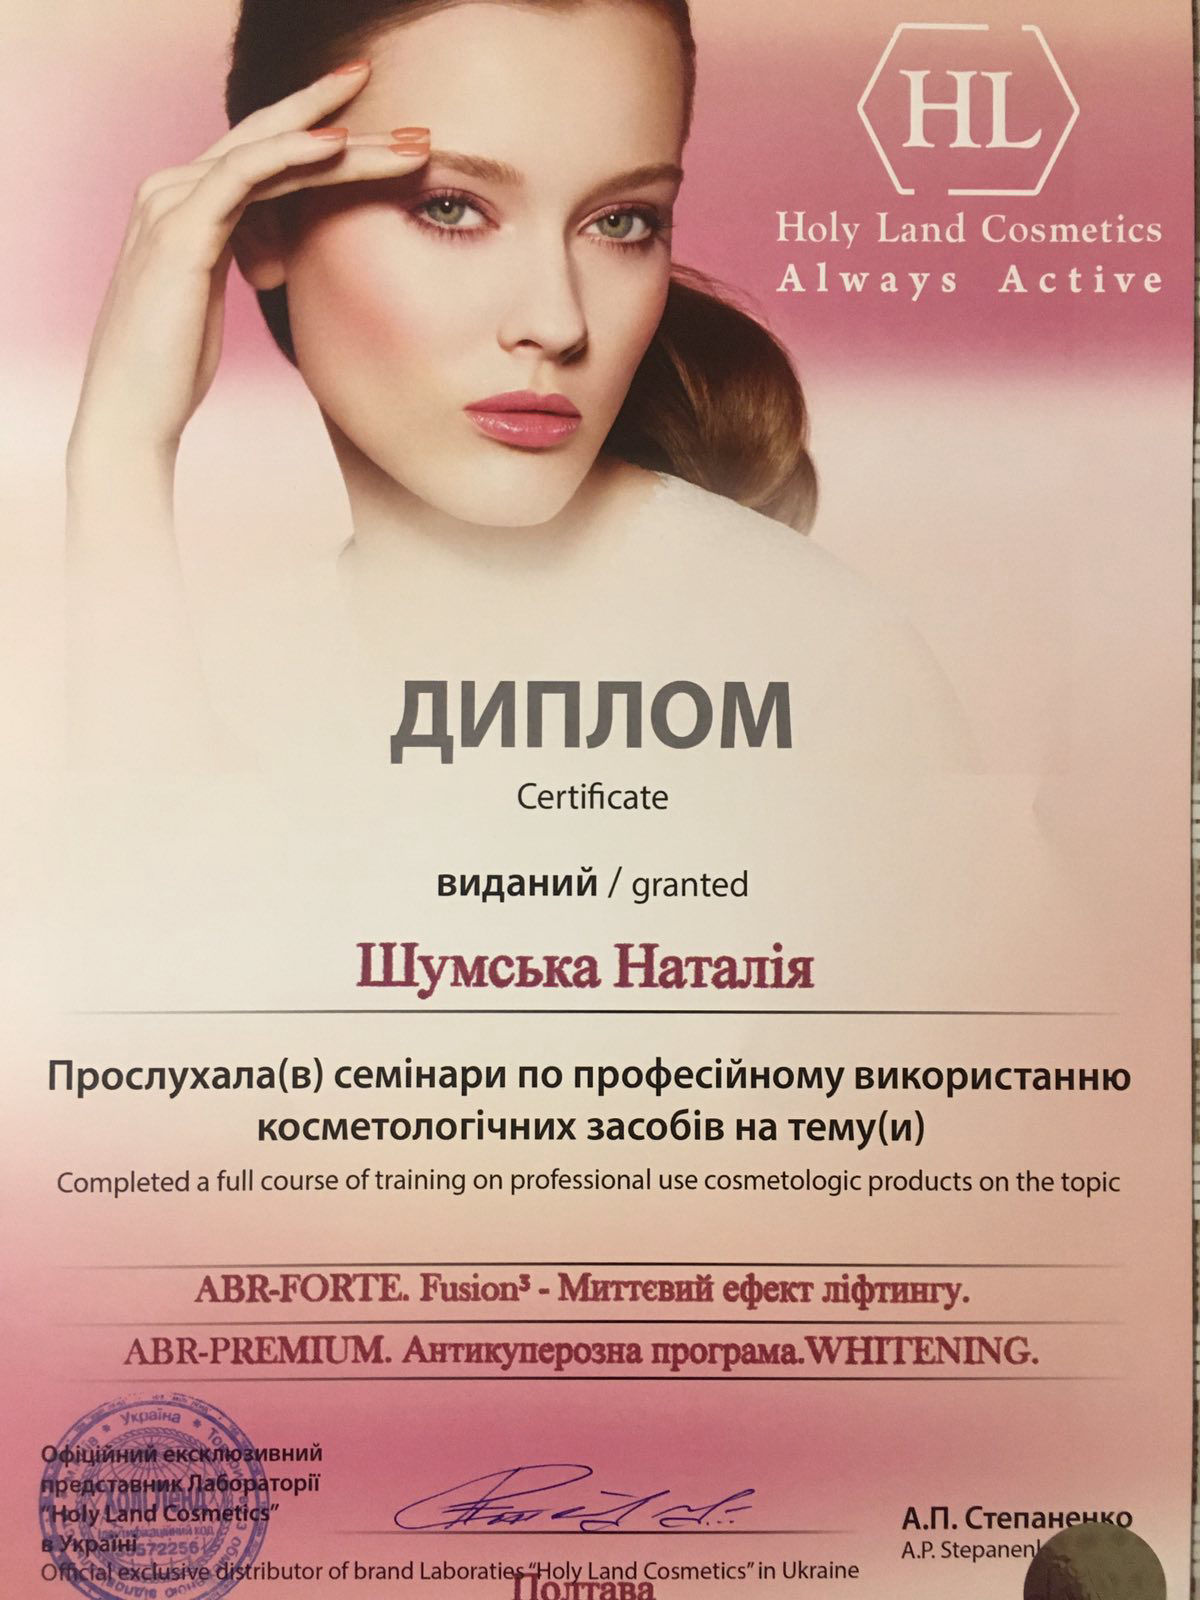 HL
Holy Land Cosmetics
Always Active
ДИПЛОМ
Certificate
виданий / granted
Шумська Наталія
Прослухала(в) семінари по професійному використанню
косметологічних засобів на тему(и)
Completed a full course of training on professional use cosmetologic products on the topic
ABR-FORTE. Fusion³ - Миттєвий ефект ліфтингу.
ABR-PREMIUM. Антикуперозна програма.WHITENING.
Україна
Офіційний ексклюзивний
представник Лабораторії
"Holy Land Cosmetics"
в Україні
Ідентифікаційний код
572256
А.П. Степаненко
A.P. Stepanen
Official exclusive distributor of brand Laboraties "Holy Land Cosmetics" in Ukraine
Полтава